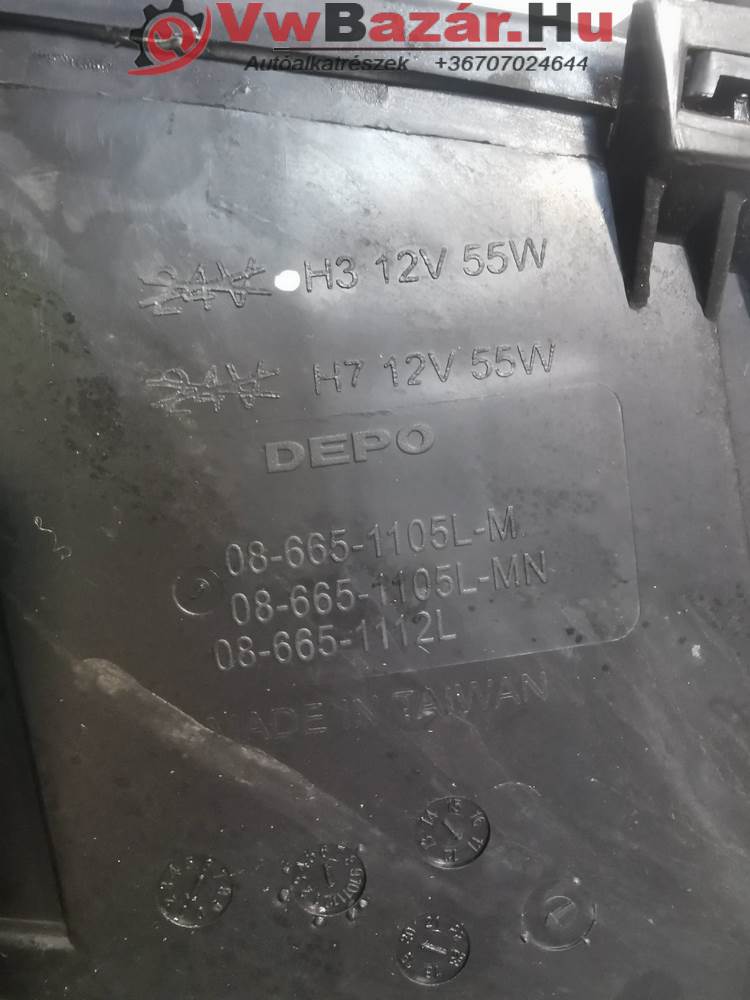 VwBazár.Hu
Autóalkatrészek +36707024644
24V H3 12V 55W
24V H7 12V 55W
DEPO
08-665-1105L-M
08-665-1105L-MN
08-665-1112L
MADE IN TAIWAN